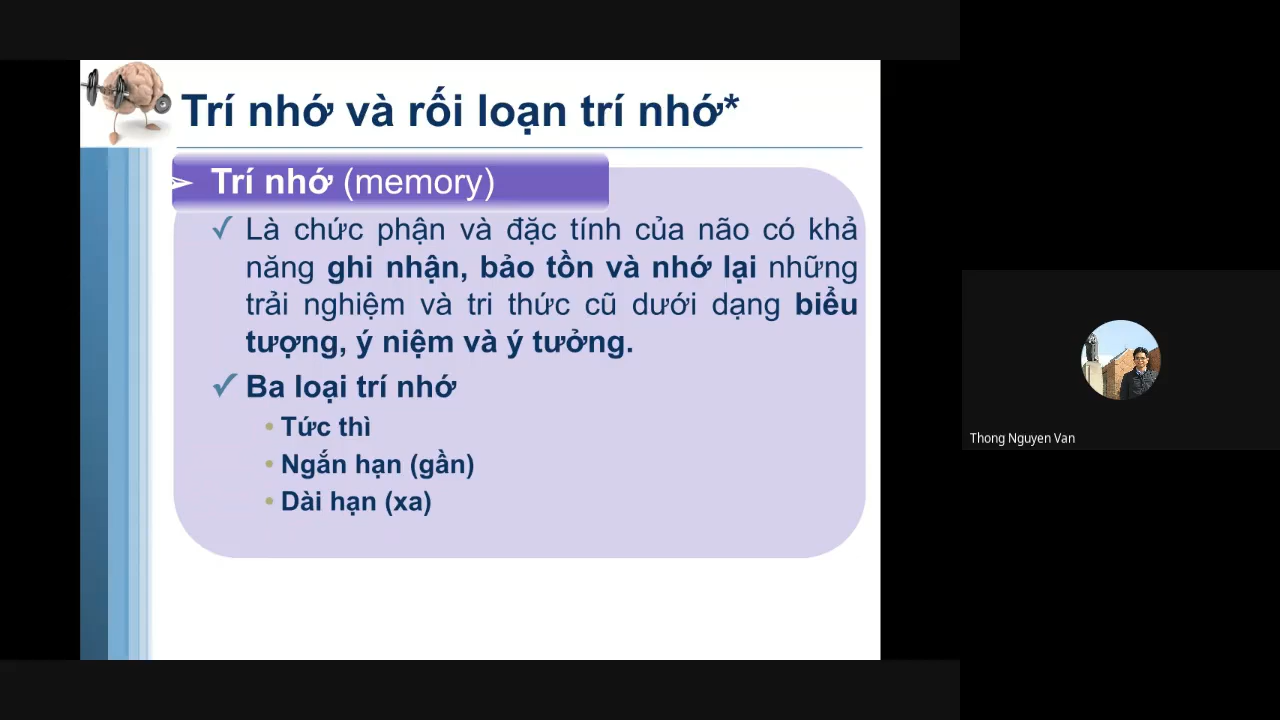 Trí nhớ và rối loạn trí nhớ*
Trí nhớ (memory)
Là chức phận và đặc tính của não có khả
năng ghi nhận, bảo tồn và nhớ lại những
trải nghiệm và tri thức cũ dưới dạng biểu
tượng, ý niệm và ý tưởng.
Ba loại trí nhớ
Tức thì
Ngắn hạn (gần)
Dài hạn (xa)
Thong Nguyen Van